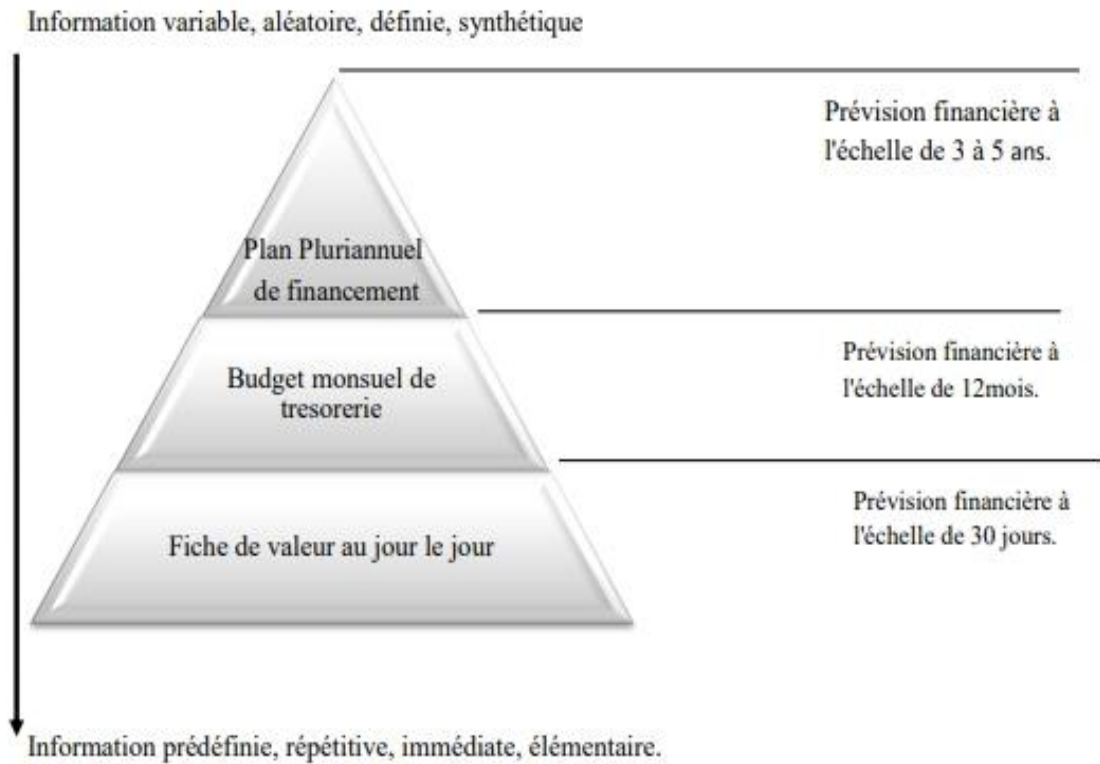 Information variable, aléatoire, définie, synthétique
Prévision financière à
l'échelle de 3 à 5 ans.
Plan Pluriannuel
de financement
Prévision financière à
l'échelle de 12mois.
Budget monsuel de
tresorerie
Prévision financière à
l'échelle de 30 jours.
Fiche de valeur au jour le jour
Information prédéfinie, répétitive, immédiate, élémentaire.